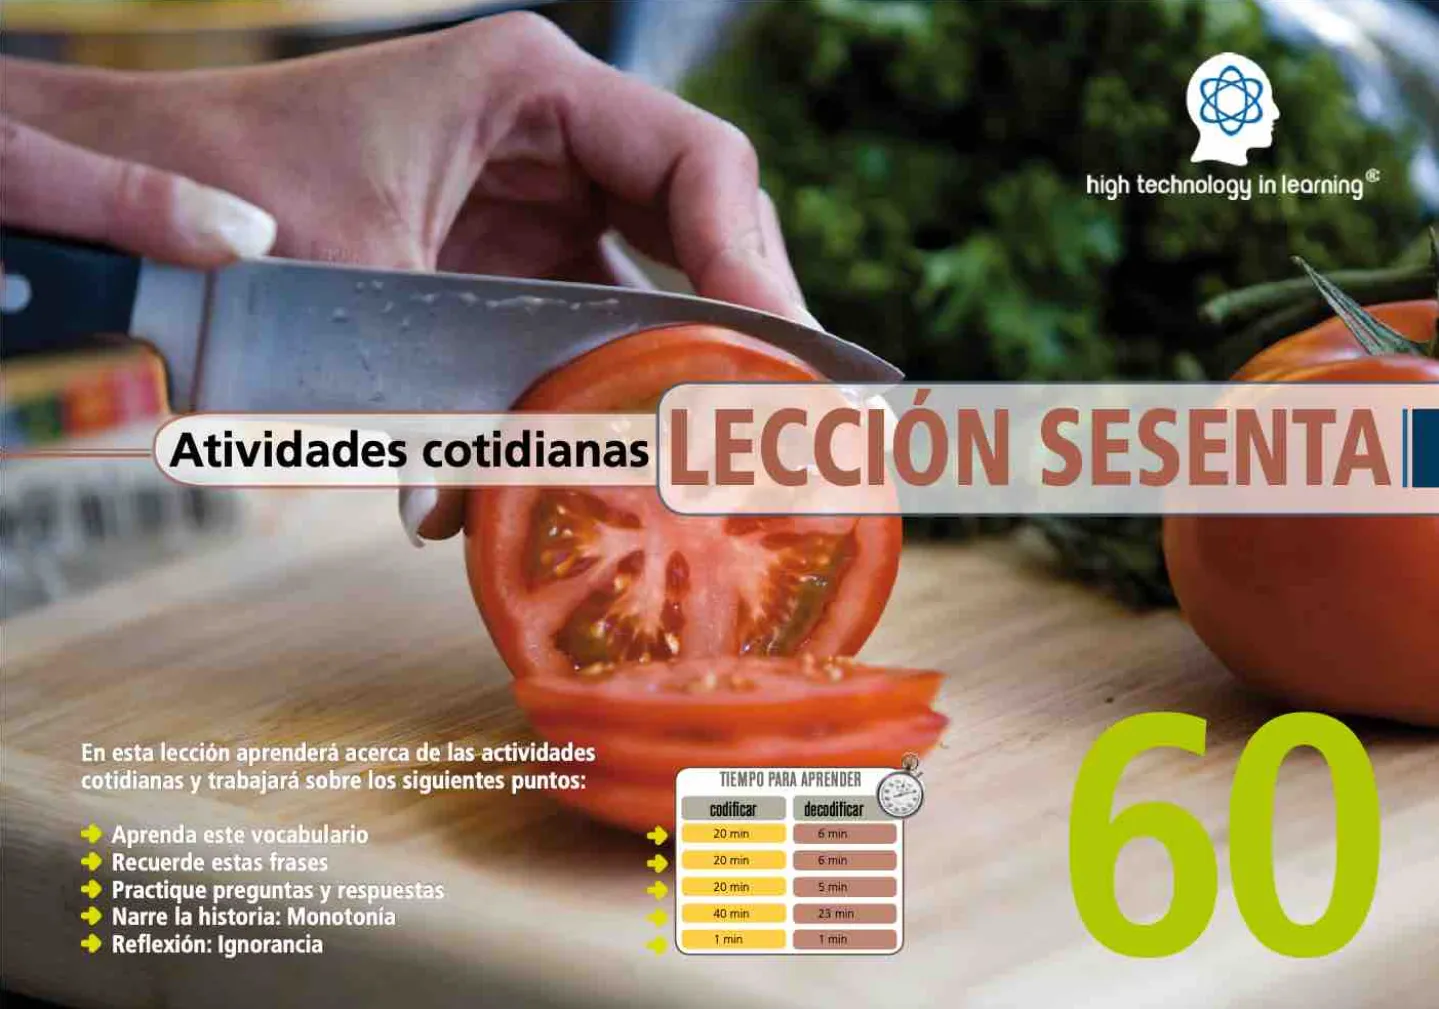 high technology in learning®
Atividades cotidianas
LECCIÓN SESENTA
En esta lección aprenderá acerca de las actividades
cotidianas y trabajará sobre los siguientes puntos:
Aprenda este vocabulario
Recuerde estas frases
Practique preguntas y respuestas
Narre la historia: Monotonía
Reflexión: Ignorancia
TIEMPO PARA APRENDER
codificar decodificar
20 min 6 min
20 min 6 min
20 min 5 min
40 min 23 min
1 min 1 min
60